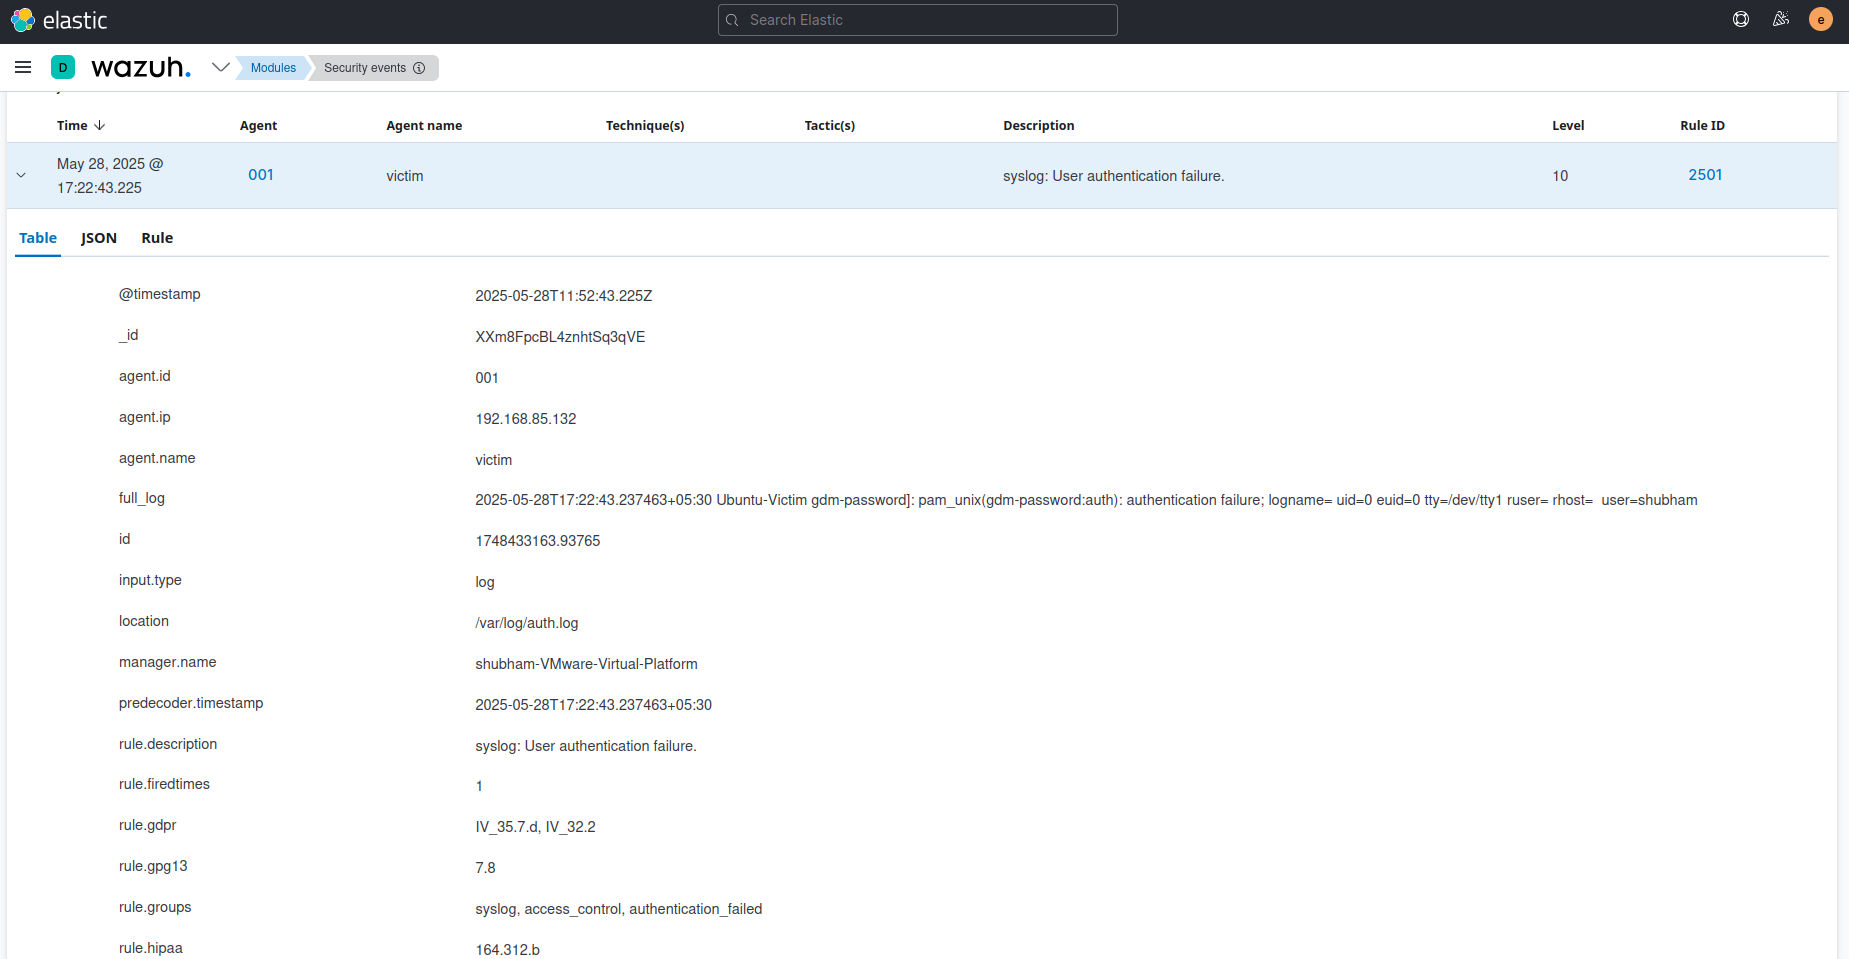 elastic
Search Elastic
e
D wazuh. Modules Security events
Time Agent Agent name Technique(s) Tactic(s) Description Level Rule ID
May 28, 2025 @
17:22:43.225
001 victim syslog: User authentication failure. 10 2501
Table JSON Rule
@timestamp 2025-05-28T11:52:43.225Z
_id XXm8FpcBL4znhtSq3qVE
agent.id 001
agent.ip 192.168.85.132
agent.name victim
full_log 2025-05-28T17:22:43.237463+05:30 Ubuntu-Victim gdm-password]: pam_unix(gdm-password:auth): authentication failure; logname= uid=0 euid=0 tty=/dev/tty1 ruser= rhost=  user=shubham
id 1748433163.93765
input.type log
location /var/log/auth.log
manager.name shubham-VMware-Virtual-Platform
predecoder.timestamp 2025-05-28T17:22:43.237463+05:30
rule.description syslog: User authentication failure.
rule.firedtimes 1
rule.gdpr IV_35.7.d, IV_32.2
rule.gpg13 7.8
rule.groups syslog, access_control, authentication_failed
rule.hipaa 164.312.b